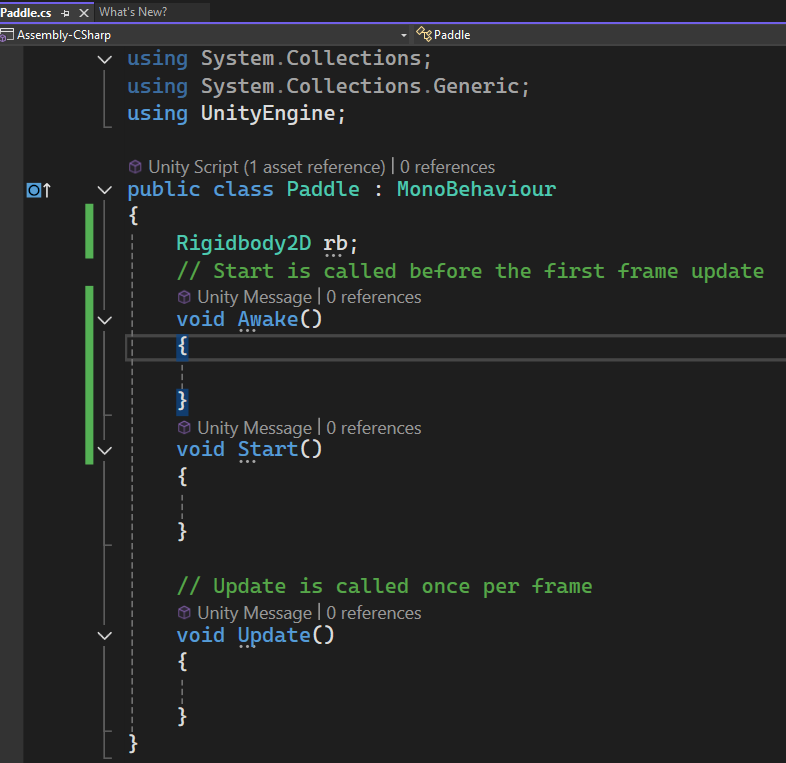 Paddle.cs What's New?
Assembly-CSharp Paddle
using System.Collections;
using System.Collections.Generic;
using UnityEngine;
Unity Script (1 asset reference) | 0 references
public class Paddle : MonoBehaviour
{
Rigidbody2D rb;
// Start is called before the first frame update
Unity Message | 0 references
void Awake()
{
}
Unity Message | 0 references
void Start()
{
}
// Update is called once per frame
Unity Message | 0 references
void Update()
{
}
}